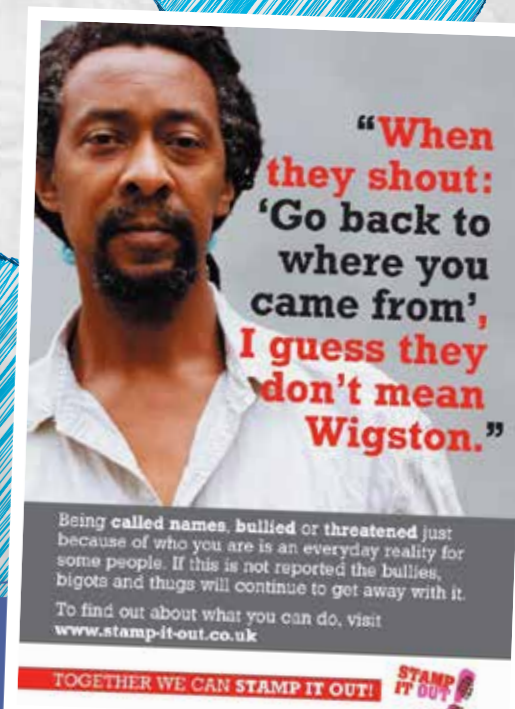 “When
they shout:
‘Go back to
where you
came from’,
I guess they
don’t mean
Wigston.”
Being called names, bullied or threatened just
because of who you are is an everyday reality for
some people. If this is not reported the bullies,
bigots and thugs will continue to get away with it.
To find out about what you can do, visit
www.stamp-it-out.co.uk
TOGETHER WE CAN STAMP IT OUT!
STAMP
IT OUT